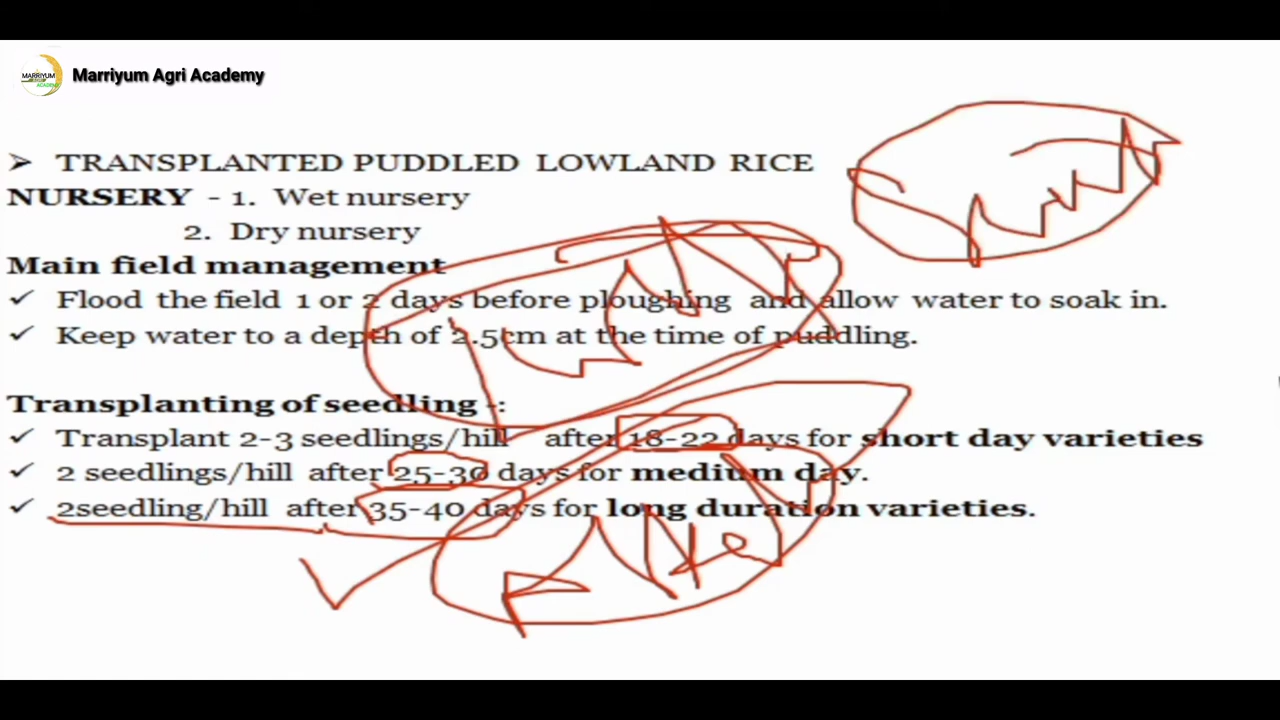 MARRIYUM
ACADEMY
Marriyum Agri Academy
➢ TRANSPLANTED PUDDLED LOWLAND RICE
NURSERY - 1. Wet nursery
2. Dry nursery
Main field management
✓ Flood the field 1 or 2 days before ploughing and allow water to soak in.
✓ Keep water to a depth of 2.5cm at the time of puddling.
Transplanting of seedling -:
✓ Transplant 2-3 seedlings/hill after 18-22 days for short day varieties
✓ 2 seedlings/hill after 25-30 days for medium day.
✓ 2seedling/hill after 35-40 days for long duration varieties.